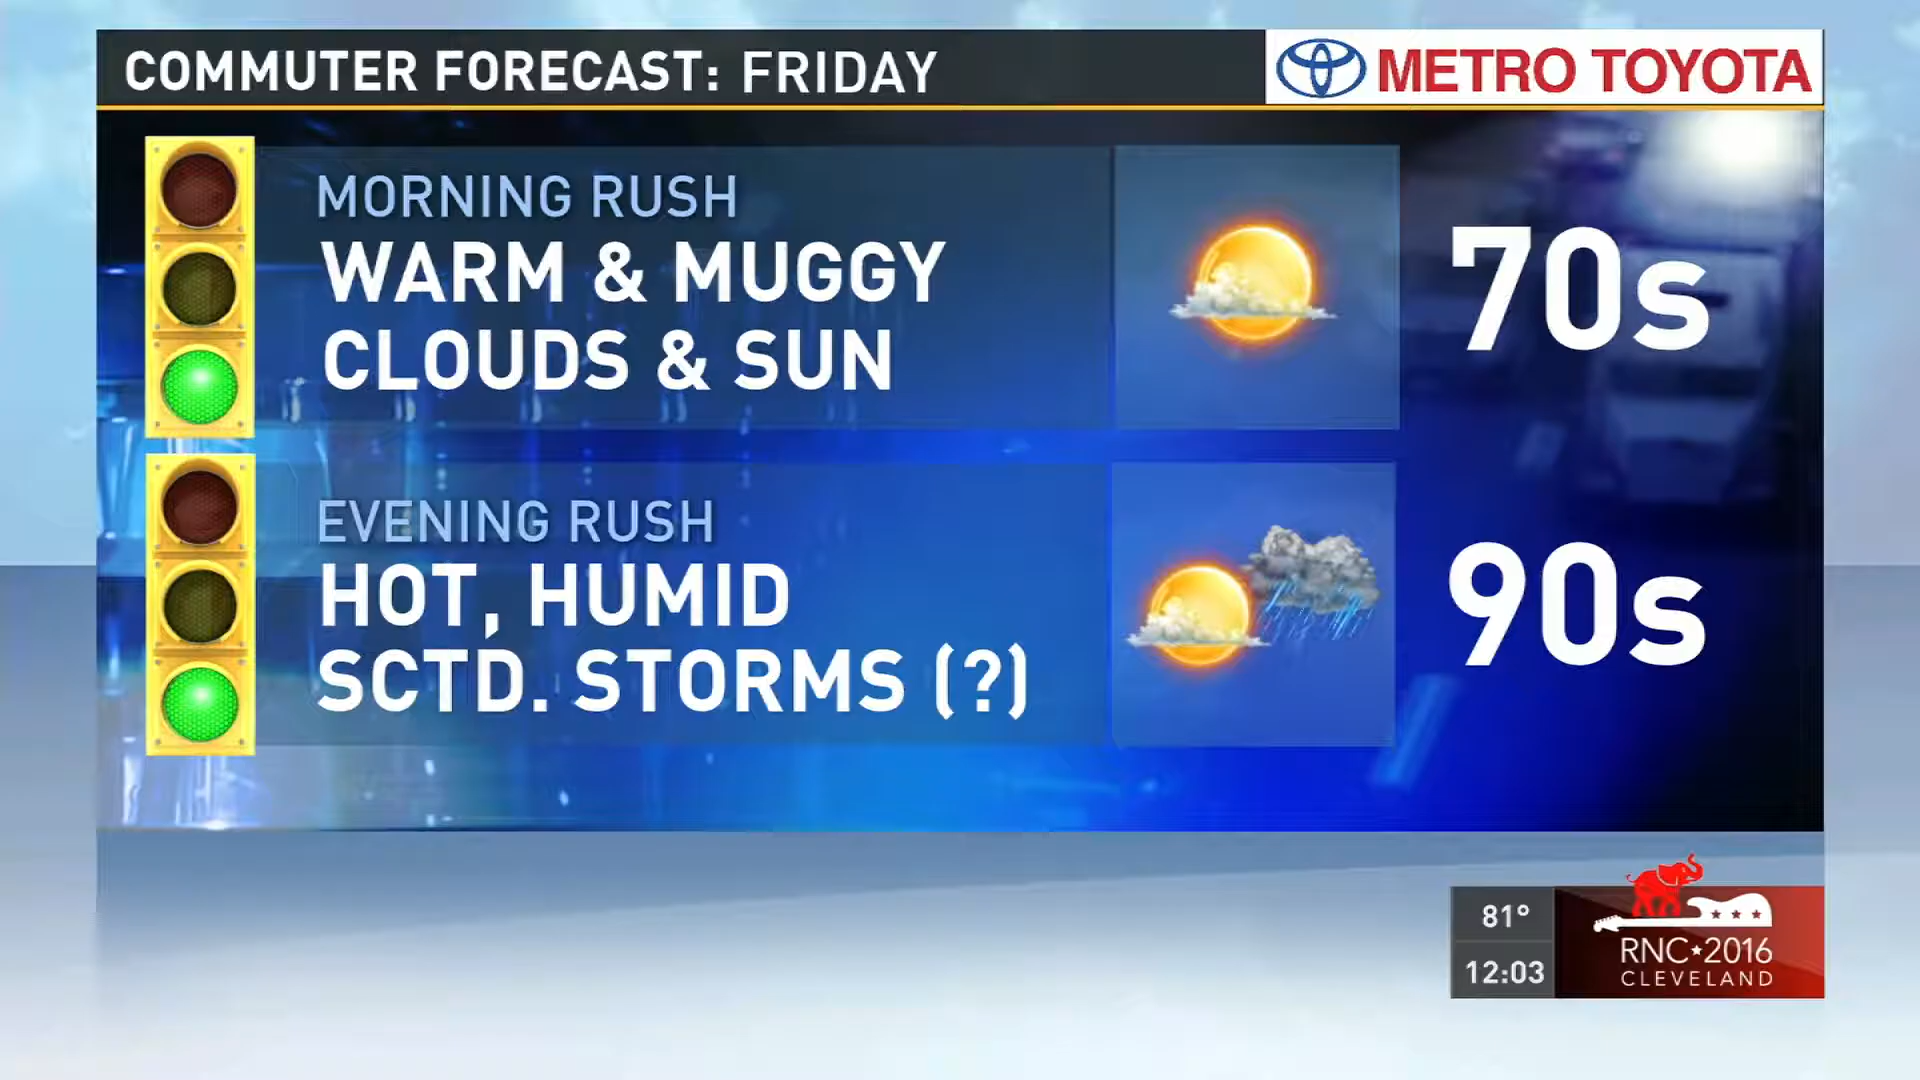 COMMUTER FORECAST: FRIDAY
METRO TOYOTA
MORNING RUSH
WARM & MUGGY
CLOUDS & SUN
70s
EVENING RUSH
HOT, HUMID
SCTD. STORMS (?)
90s
81°
12:03
RNC★2016
CLEVELAND